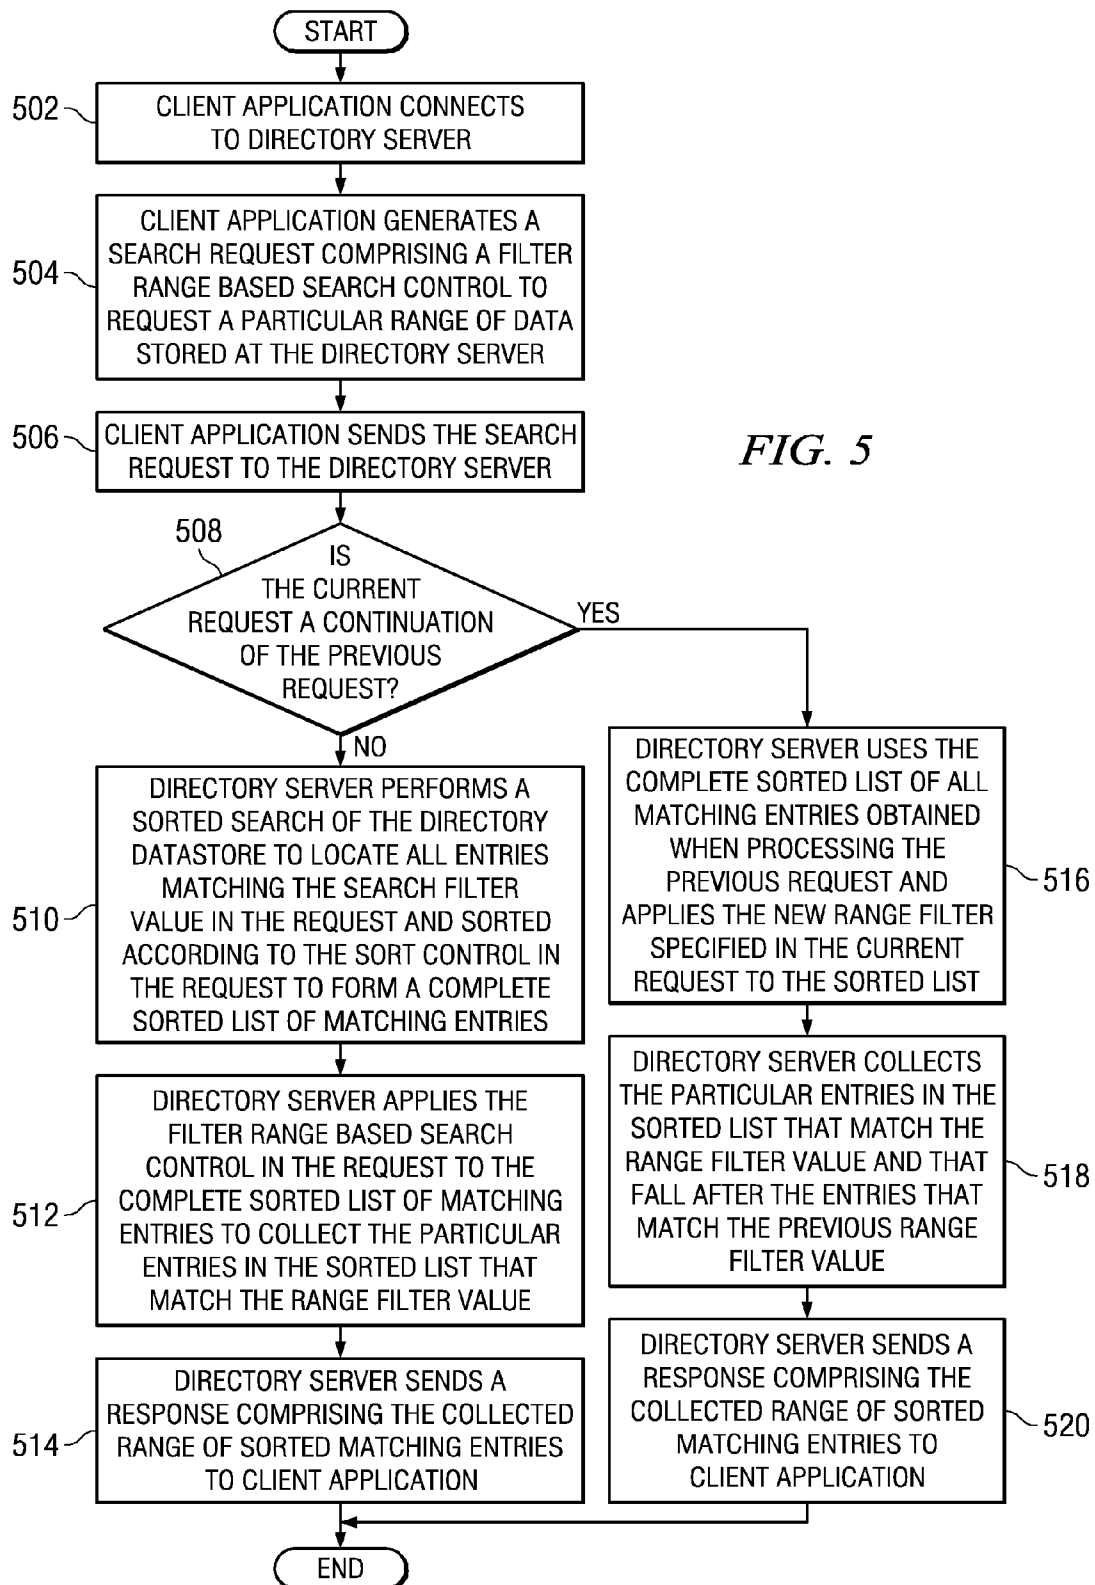 START
502
CLIENT APPLICATION CONNECTS
TO DIRECTORY SERVER
504
CLIENT APPLICATION GENERATES A
SEARCH REQUEST COMPRISING A FILTER
RANGE BASED SEARCH CONTROL TO
REQUEST A PARTICULAR RANGE OF DATA
STORED AT THE DIRECTORY SERVER
506
CLIENT APPLICATION SENDS THE SEARCH
REQUEST TO THE DIRECTORY SERVER
FIG. 5
508
IS
THE CURRENT
REQUEST A CONTINUATION
OF THE PREVIOUS
REQUEST?
YES
NO
510
DIRECTORY SERVER PERFORMS A
SORTED SEARCH OF THE DIRECTORY
DATASTORE TO LOCATE ALL ENTRIES
MATCHING THE SEARCH FILTER
VALUE IN THE REQUEST AND SORTED
ACCORDING TO THE SORT CONTROL IN
THE REQUEST TO FORM A COMPLETE
SORTED LIST OF MATCHING ENTRIES
512
DIRECTORY SERVER APPLIES THE
FILTER RANGE BASED SEARCH
CONTROL IN THE REQUEST TO THE
COMPLETE SORTED LIST OF MATCHING
ENTRIES TO COLLECT THE PARTICULAR
ENTRIES IN THE SORTED LIST THAT
MATCH THE RANGE FILTER VALUE
514
DIRECTORY SERVER SENDS A
RESPONSE COMPRISING THE COLLECTED
RANGE OF SORTED MATCHING ENTRIES
TO CLIENT APPLICATION
DIRECTORY SERVER USES THE
COMPLETE SORTED LIST OF ALL
MATCHING ENTRIES OBTAINED
WHEN PROCESSING THE
PREVIOUS REQUEST AND
APPLIES THE NEW RANGE FILTER
SPECIFIED IN THE CURRENT
REQUEST TO THE SORTED LIST
516
DIRECTORY SERVER COLLECTS
THE PARTICULAR ENTRIES IN THE
SORTED LIST THAT MATCH THE
RANGE FILTER VALUE AND THAT
FALL AFTER THE ENTRIES THAT
MATCH THE PREVIOUS RANGE
FILTER VALUE
518
DIRECTORY SERVER SENDS A
RESPONSE COMPRISING THE
COLLECTED RANGE OF SORTED
MATCHING ENTRIES TO
CLIENT APPLICATION
520
END